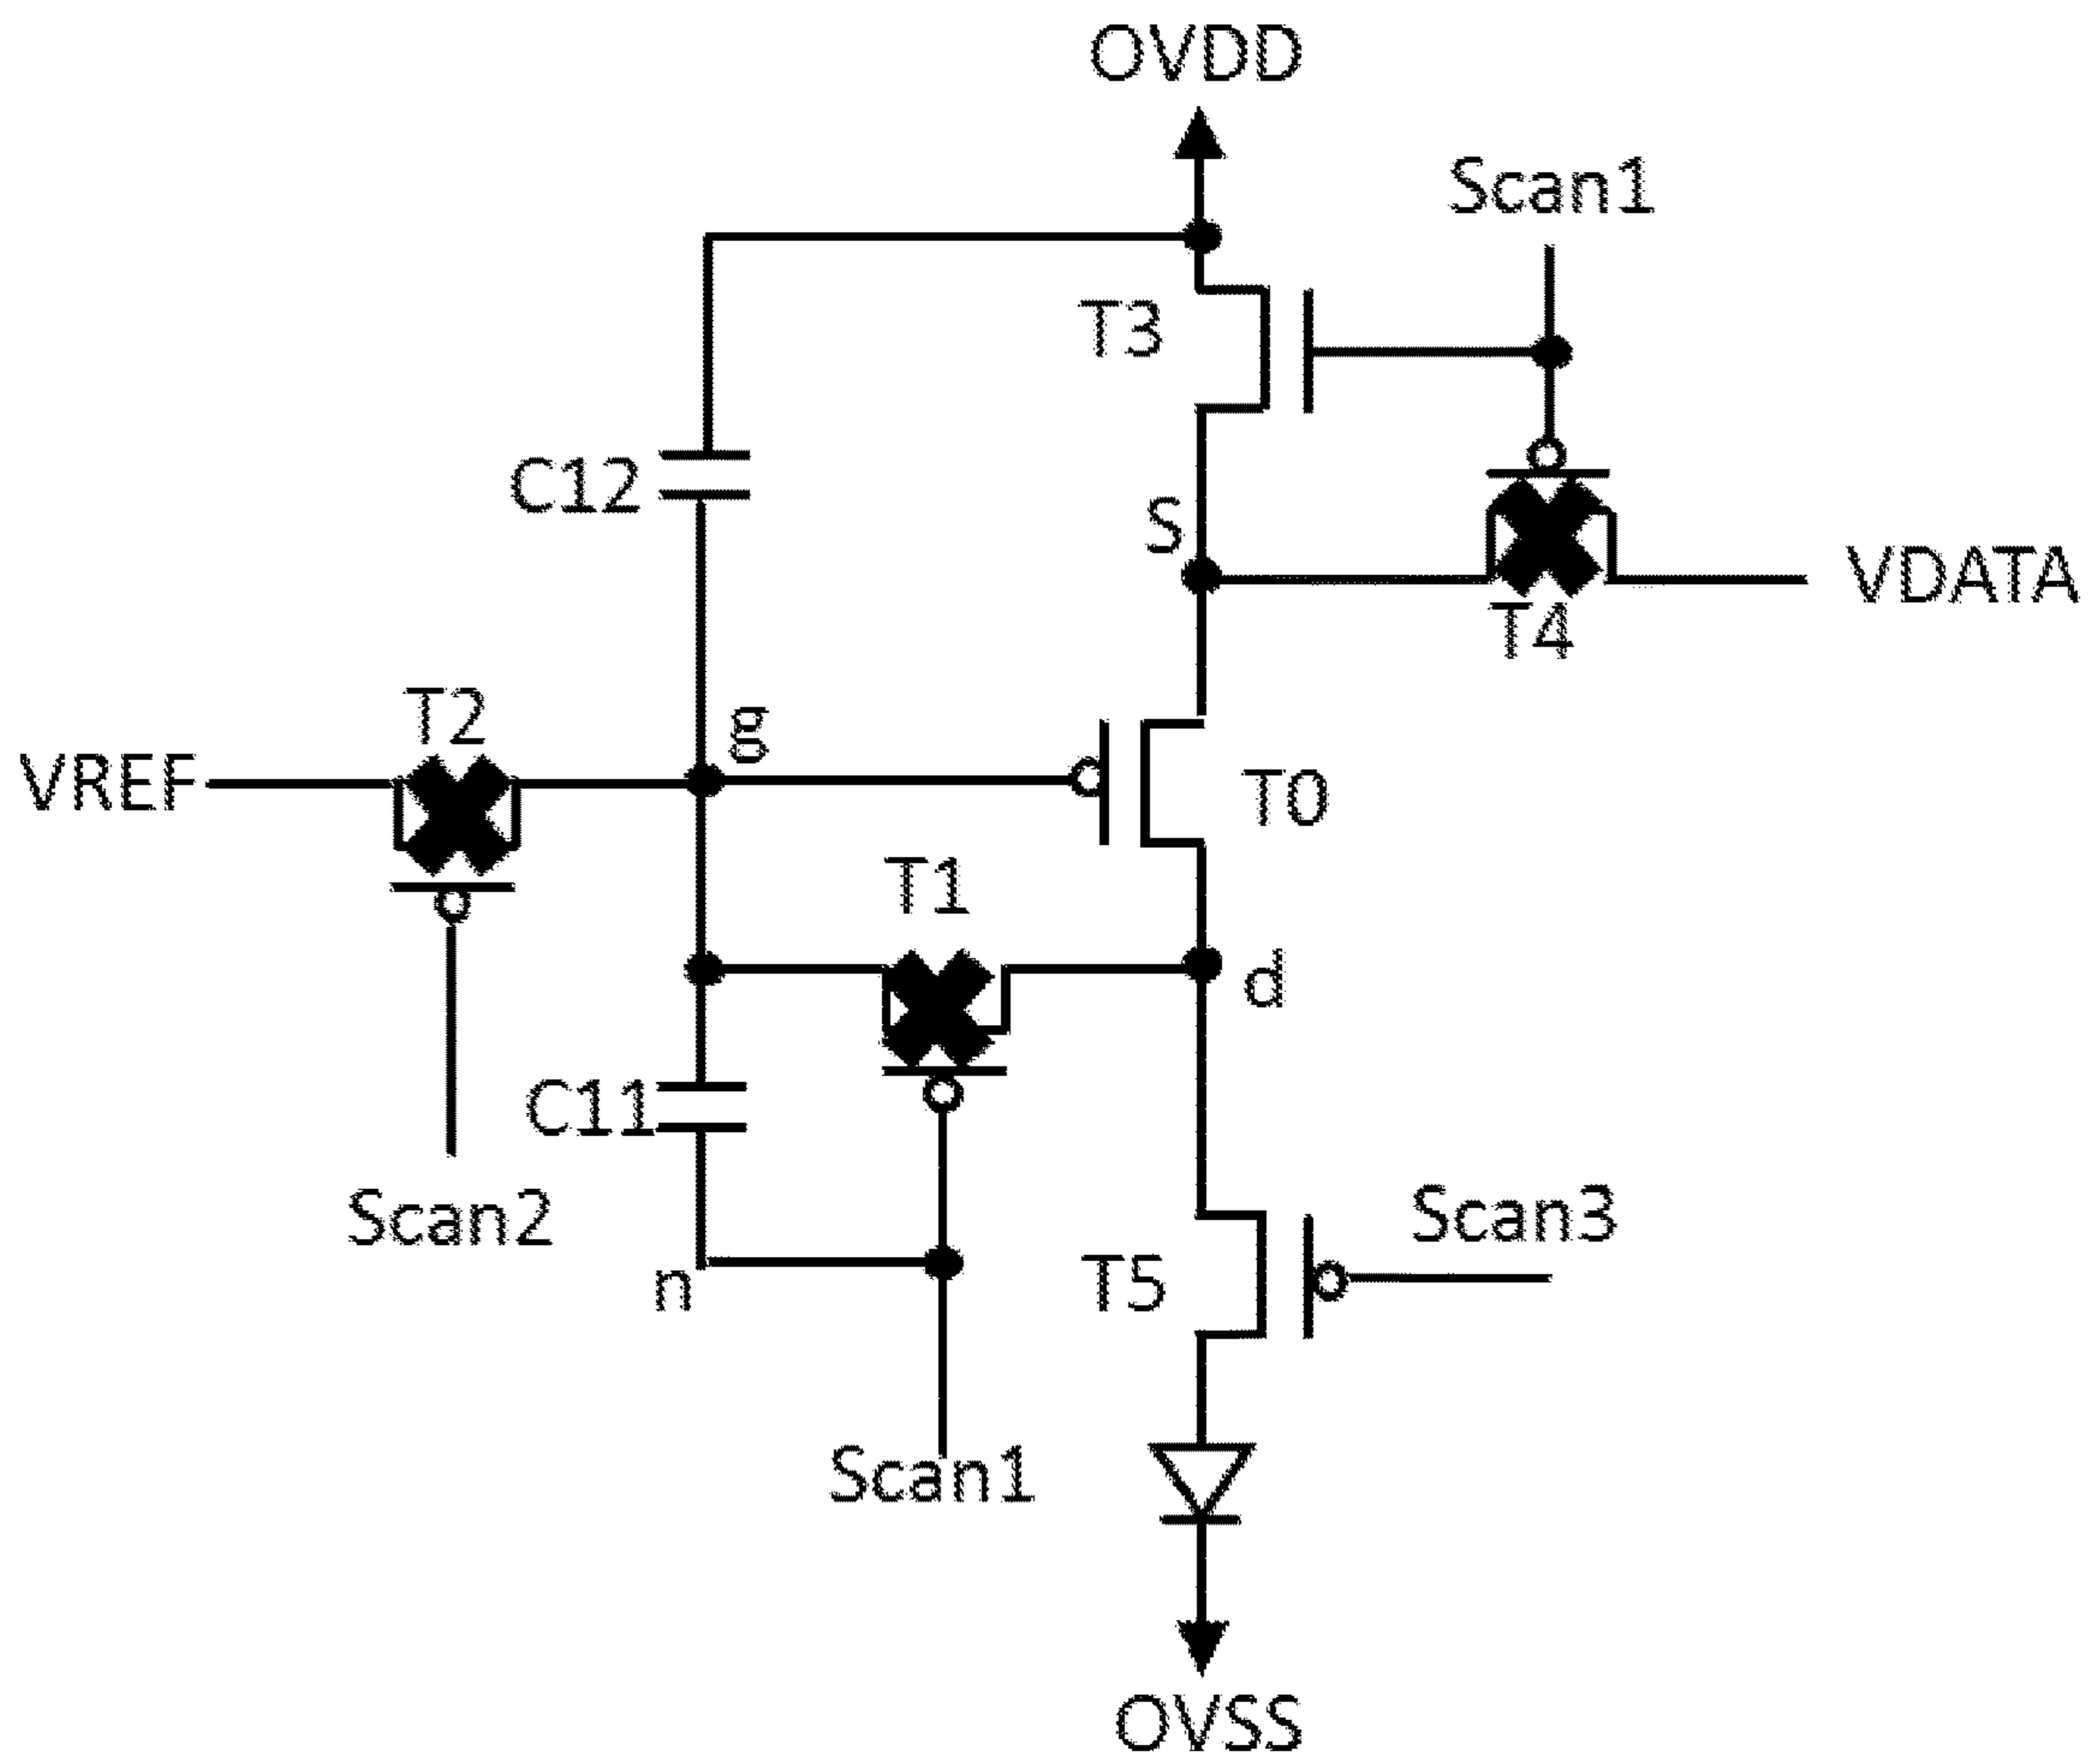 OVDD
Scan1
T3
C12
S
VDATA
T4
T2
g
VREF
T0
T1
d
C11
Scan3
Scan2
T5
n
Scan1
OVSS